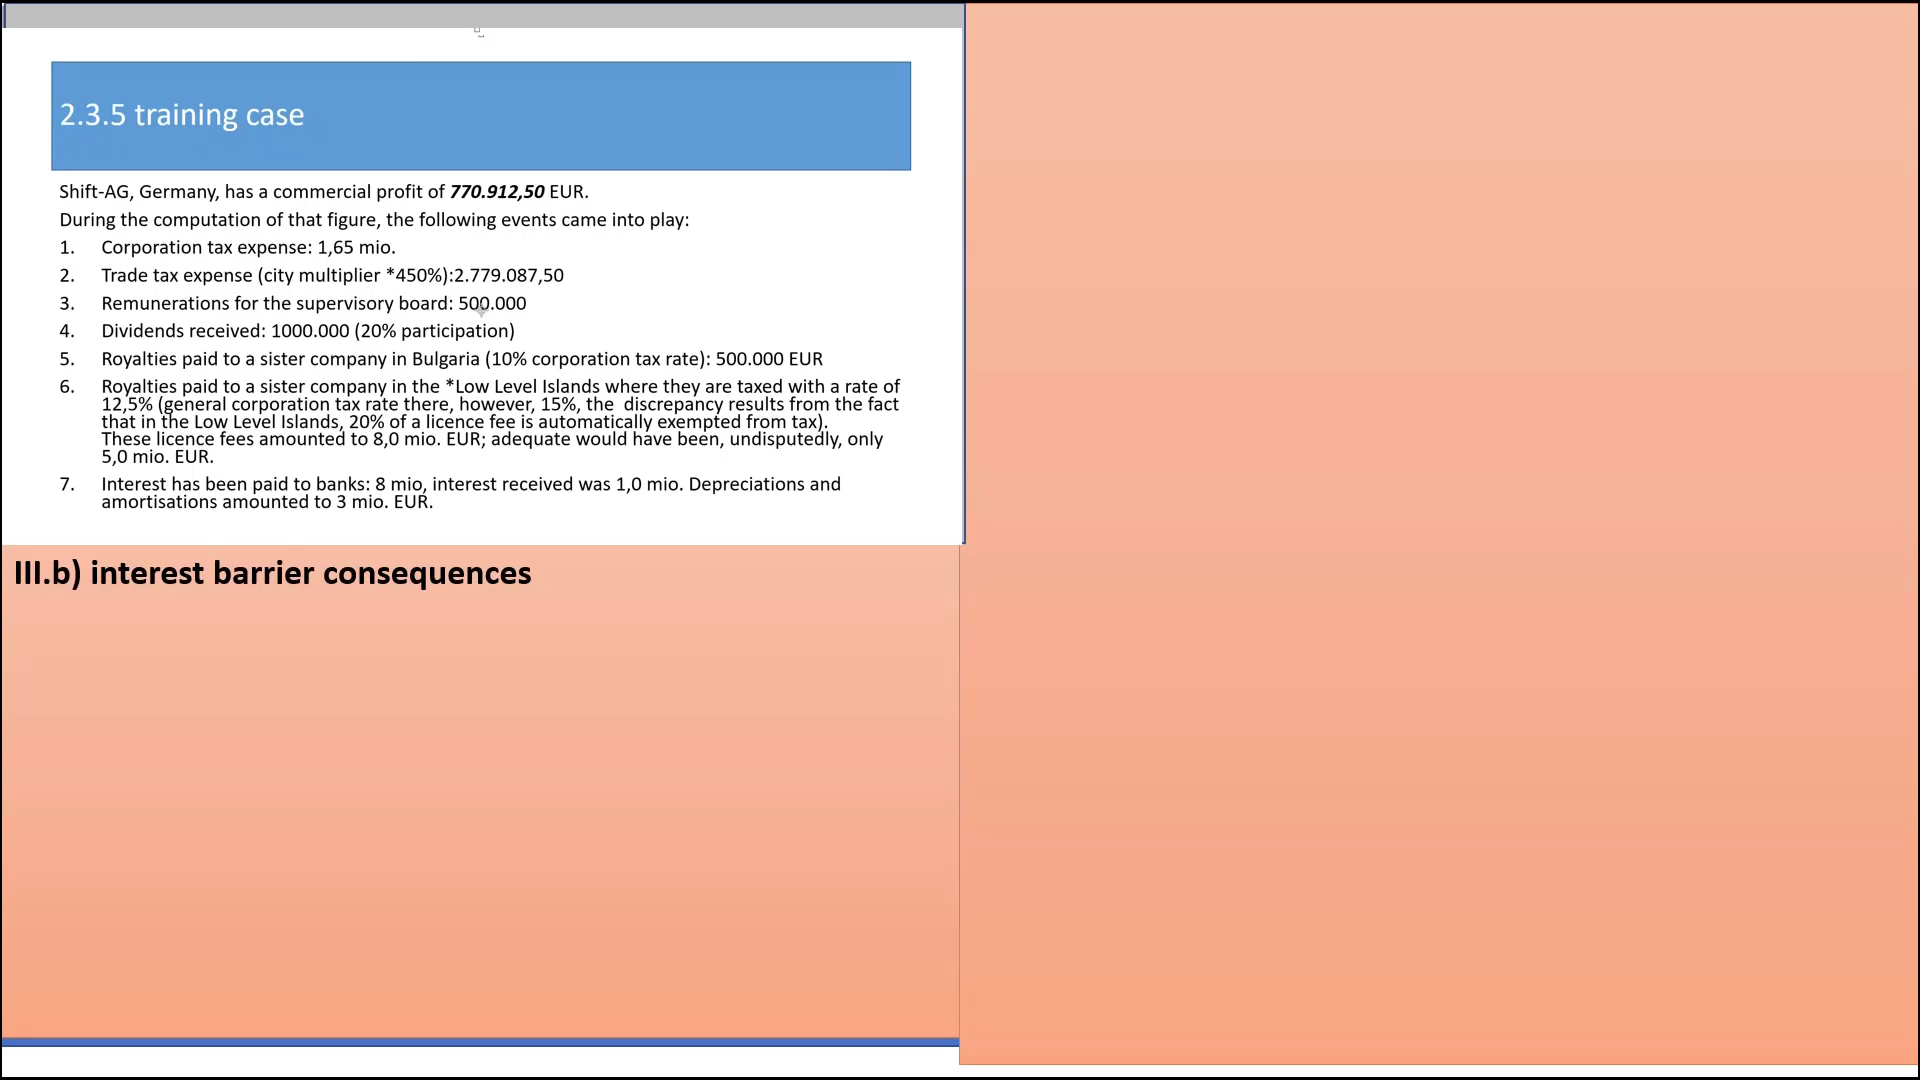 2.3.5 training case
Shift-AG, Germany, has a commercial profit of 770.912,50 EUR.
During the computation of that figure, the following events came into play:
1. Corporation tax expense: 1,65 mio.
2. Trade tax expense (city multiplier *450%):2.779.087,50
3. Remunerations for the supervisory board: 500.000
4. Dividends received: 1000.000 (20% participation)
5. Royalties paid to a sister company in Bulgaria (10% corporation tax rate): 500.000 EUR
6. Royalties paid to a sister company in the *Low Level Islands where they are taxed with a rate of
12,5% (general corporation tax rate there, however, 15%, the  discrepancy results from the fact
that in the Low Level Islands, 20% of a licence fee is automatically exempted from tax).
These licence fees amounted to 8,0 mio. EUR; adequate would have been, undisputedly, only
5,0 mio. EUR.
7. Interest has been paid to banks: 8 mio, interest received was 1,0 mio. Depreciations and
amortisations amounted to 3 mio. EUR.
III.b) interest barrier consequences